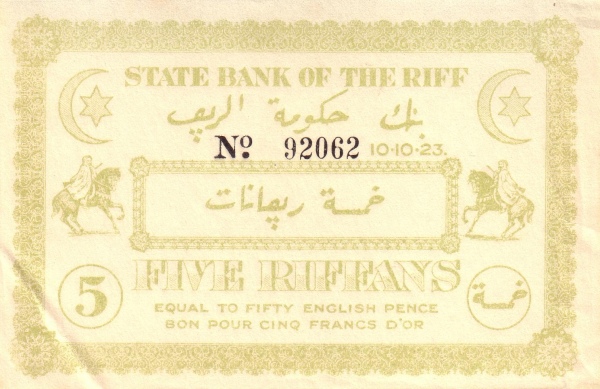 STATE BANK OF THE RIFF
بنك حكومة الريف
Nº 92062 10·10·23.
خمسة ريفانات
FIVE RIFFANS
5
خمسة
EQUAL TO FIFTY ENGLISH PENCE
BON POUR CINQ FRANCS D'OR